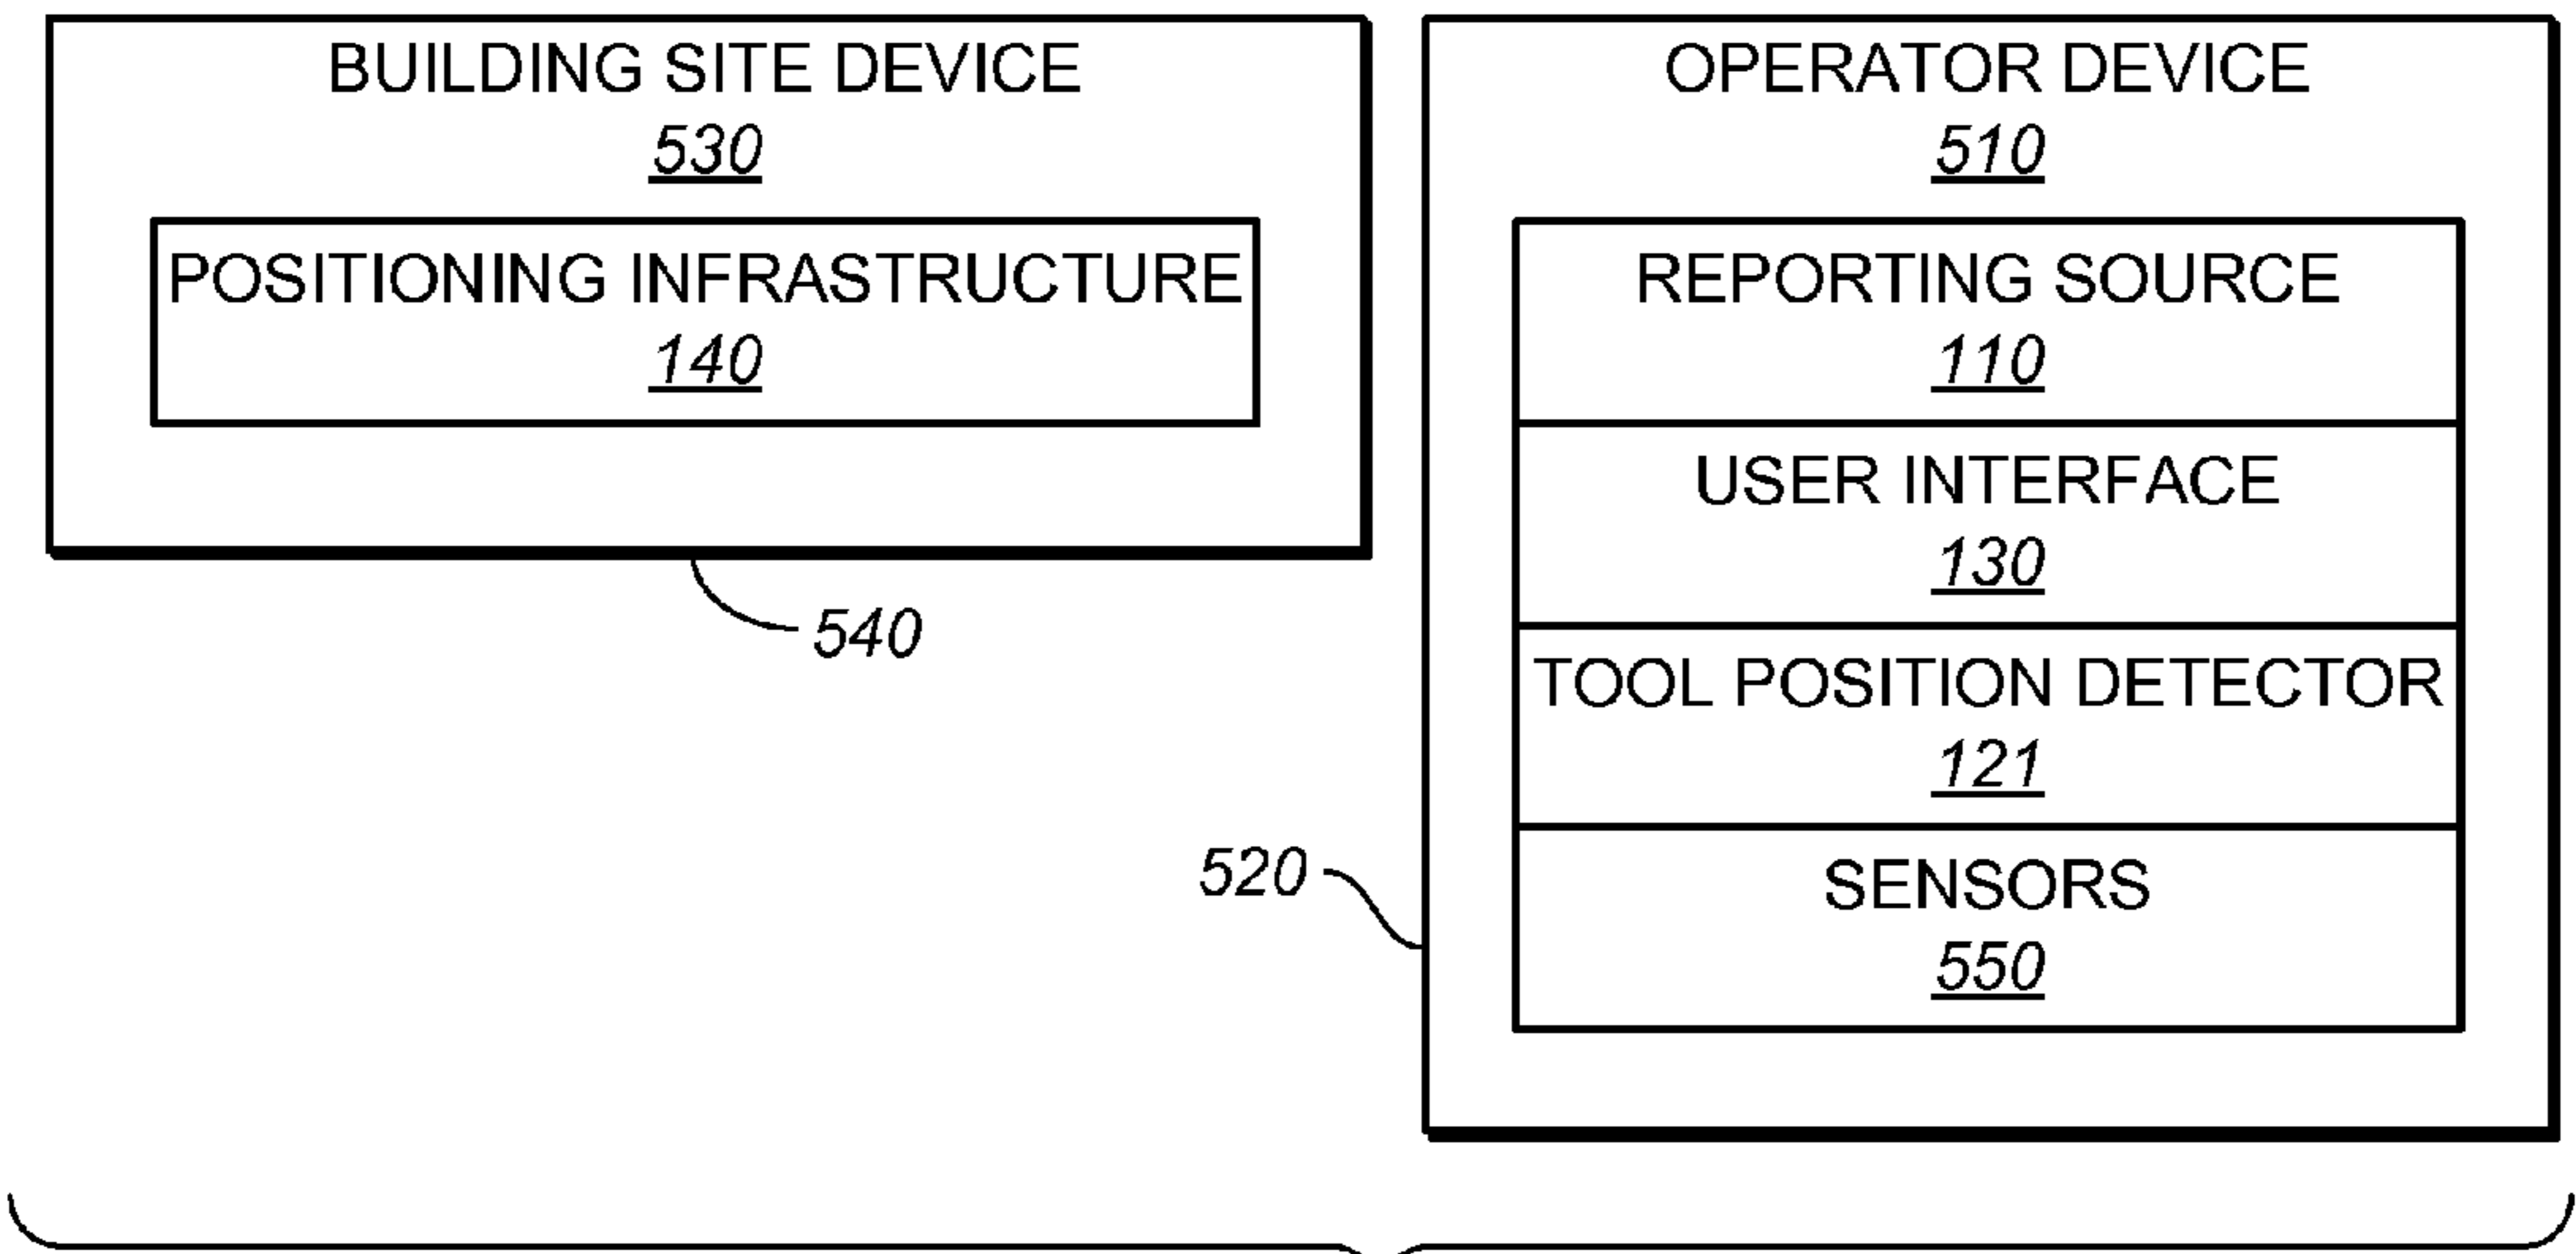 BUILDING SITE DEVICE
530
POSITIONING INFRASTRUCTURE
140
540
OPERATOR DEVICE
510
REPORTING SOURCE
110
USER INTERFACE
130
TOOL POSITION DETECTOR
121
SENSORS
550
520